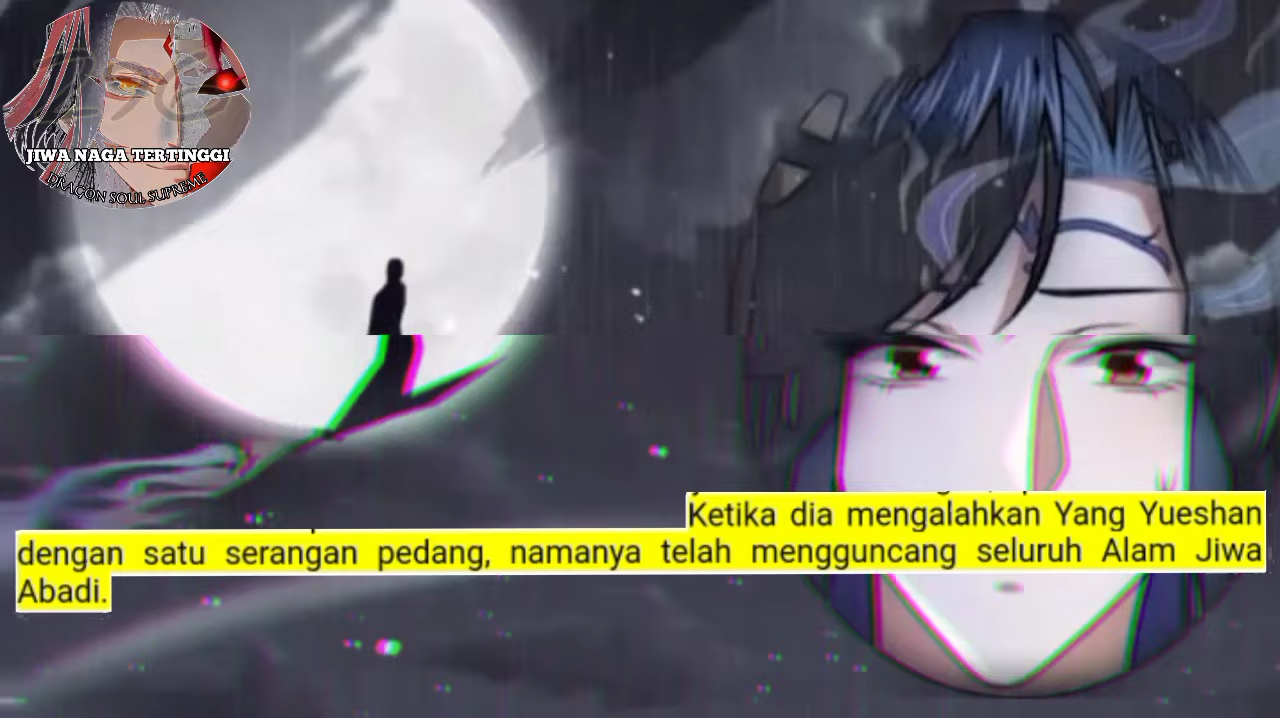 JIWA NAGA TERTINGGI
DRAGON SOUL SUPREME
Ketika dia mengalahkan Yang Yueshan
dengan satu serangan pedang, namanya telah mengguncang seluruh Alam Jiwa
Abadi.